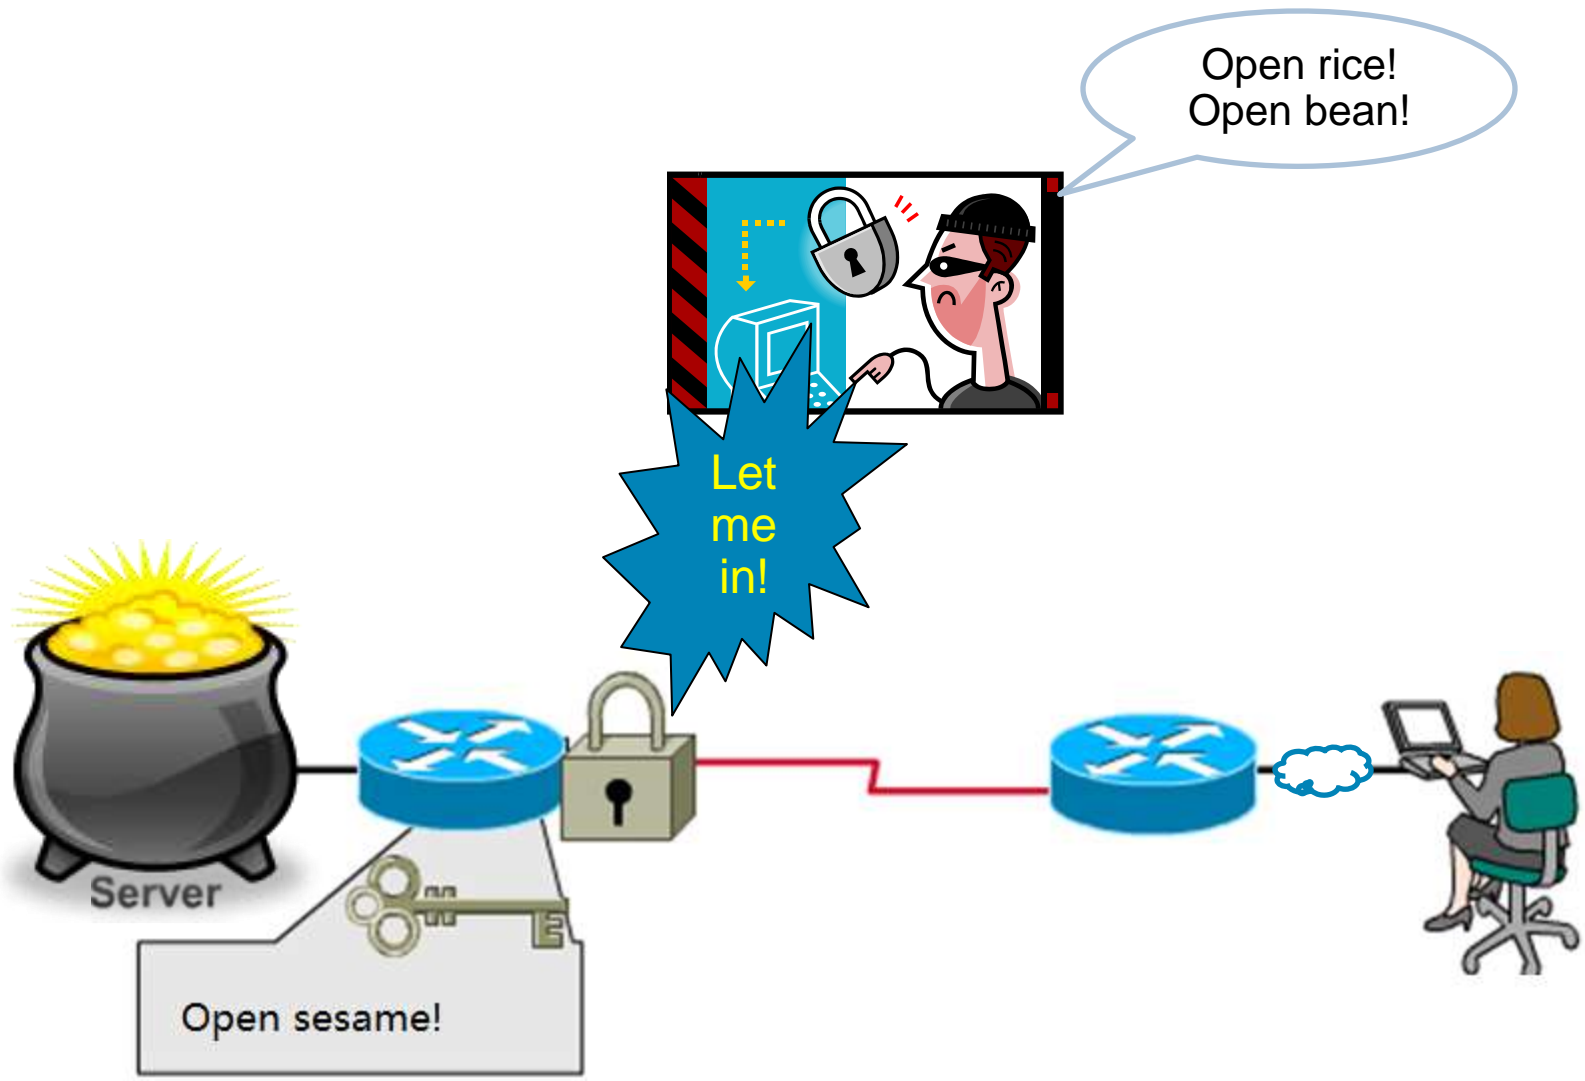 Open rice!
Open bean!
Let
me
in!
Server
Open sesame!